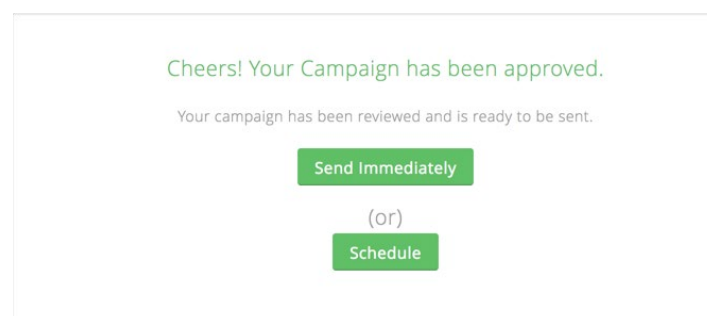 Cheers! Your Campaign has been approved.
Your campaign has been reviewed and is ready to be sent.
Send Immediately
(or)
Schedule